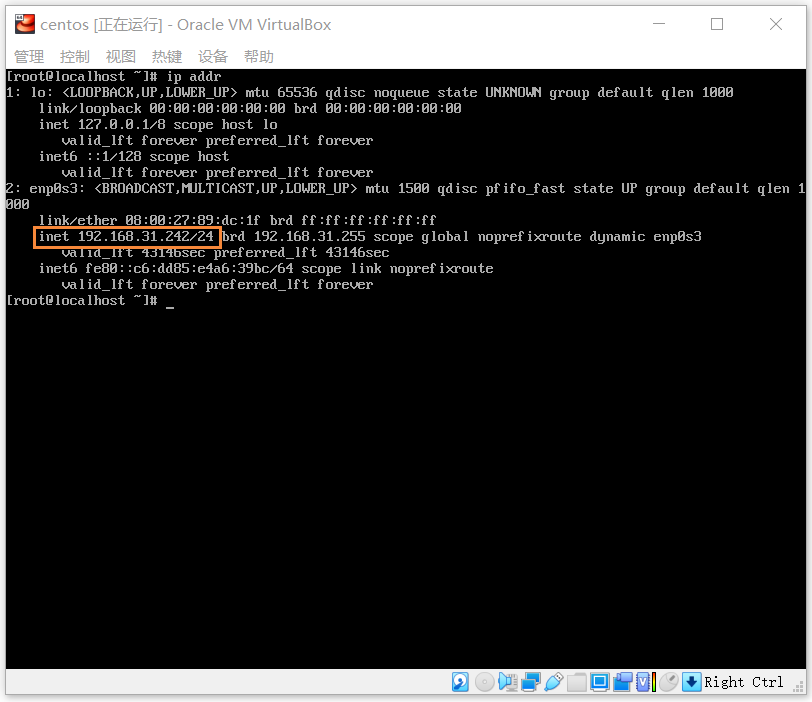 centos [正在运行] - Oracle VM VirtualBox
管理 控制 视图 热键 设备 帮助
[root@localhost ~]# ip addr
1: lo: <LOOPBACK,UP,LOWER_UP> mtu 65536 qdisc noqueue state UNKNOWN group default qlen 1000
link/loopback 00:00:00:00:00:00 brd 00:00:00:00:00:00
inet 127.0.0.1/8 scope host lo
valid_lft forever preferred_lft forever
inet6 ::1/128 scope host
valid_lft forever preferred_lft forever
2: enp0s3: <BROADCAST,MULTICAST,UP,LOWER_UP> mtu 1500 qdisc pfifo_fast state UP group default qlen 1
000
link/ether 08:00:27:89:dc:1f brd ff:ff:ff:ff:ff:ff
inet 192.168.31.242/24 brd 192.168.31.255 scope global noprefixroute dynamic enp0s3
valid_lft 43146sec preferred_lft 43146sec
inet6 fe80::c6:dd85:e4a6:39bc/64 scope link noprefixroute
valid_lft forever preferred_lft forever
[root@localhost ~]# _
Right Ctrl